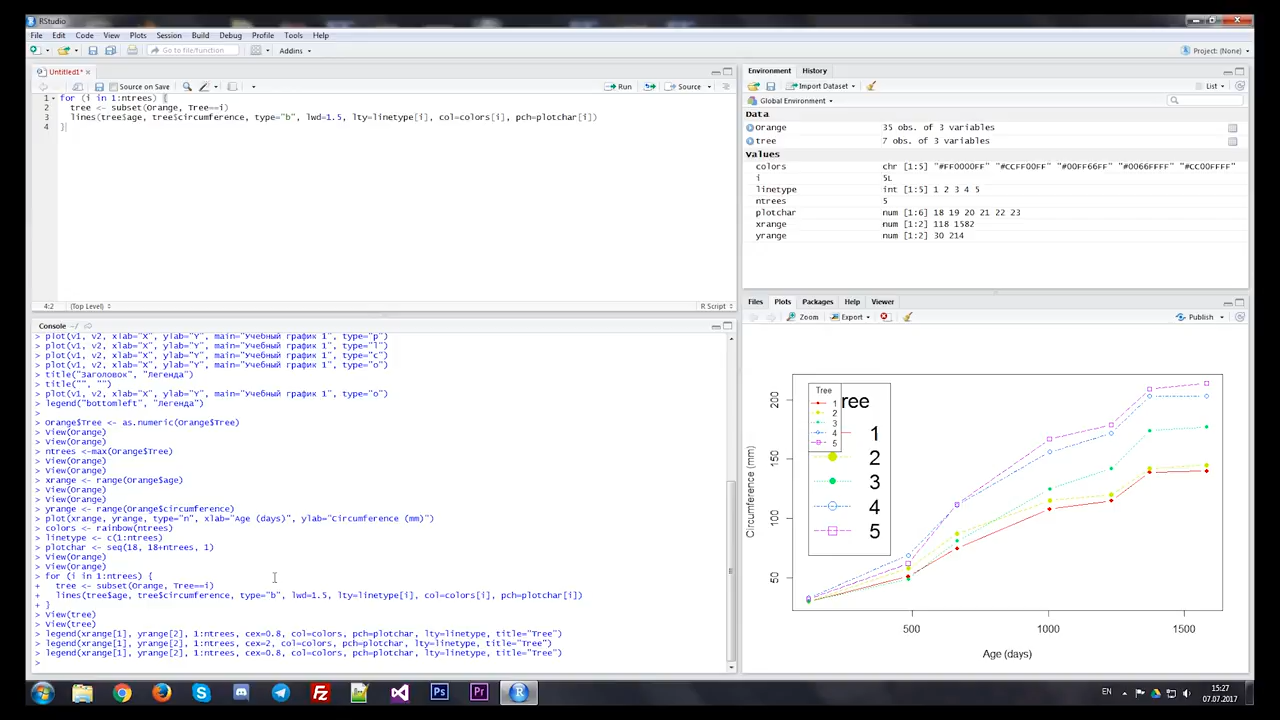 RStudio
File Edit Code View Plots Session Build Debug Profile Tools Help
Go to file/function Addins Project: (None)
Untitled1*
Source on Save Run Source
1 for (i in 1:ntrees) {
2 tree <- subset(Orange, Tree==i)
3 lines(tree$age, tree$circumference, type="b", lwd=1.5, lty=linetype[i], col=colors[i], pch=plotchar[i])
4 }
4:2 (Top Level) R Script
Console ~/
> plot(v1, v2, xlab="X", ylab="Y", main="Учебный график 1", type="p")
> plot(v1, v2, xlab="X", ylab="Y", main="Учебный график 1", type="l")
> plot(v1, v2, xlab="X", ylab="Y", main="Учебный график 1", type="c")
> plot(v1, v2, xlab="X", ylab="Y", main="Учебный график 1", type="o")
> title("Заголовок", "Легенда")
> title("", "")
> plot(v1, v2, xlab="X", ylab="Y", main="Учебный график 1", type="o")
> legend("bottomleft", "Легенда")
>
> Orange$Tree <- as.numeric(Orange$Tree)
> View(Orange)
> View(Orange)
> ntrees <-max(Orange$Tree)
> View(Orange)
> View(Orange)
> xrange <- range(Orange$age)
> View(Orange)
> View(Orange)
> yrange <- range(Orange$circumference)
> plot(xrange, yrange, type="n", xlab="Age (days)", ylab="Circumference (mm)")
> colors <- rainbow(ntrees)
> linetype <- c(1:ntrees)
> plotchar <- seq(18, 18+ntrees, 1)
> View(Orange)
> View(Orange)
> for (i in 1:ntrees) {
+ tree <- subset(Orange, Tree==i)
+ lines(tree$age, tree$circumference, type="b", lwd=1.5, lty=linetype[i], col=colors[i], pch=plotchar[i])
+ }
> View(tree)
> View(tree)
> legend(xrange[1], yrange[2], 1:ntrees, cex=0.8, col=colors, pch=plotchar, lty=linetype, title="Tree")
> legend(xrange[1], yrange[2], 1:ntrees, cex=2, col=colors, pch=plotchar, lty=linetype, title="Tree")
> legend(xrange[1], yrange[2], 1:ntrees, cex=0.8, col=colors, pch=plotchar, lty=linetype, title="Tree")
>
Environment History
Import Dataset List
Global Environment
Data
Orange 35 obs. of 3 variables
tree 7 obs. of 3 variables
Values
colors chr [1:5] "#FF0000FF" "#CCFF00FF" "#00FF66FF" "#0066FFFF" "#CC00FFFF"
i 5L
linetype int [1:5] 1 2 3 4 5
ntrees 5
plotchar num [1:6] 18 19 20 21 22 23
xrange num [1:2] 118 1582
yrange num [1:2] 30 214
Files Plots Packages Help Viewer
Zoom Export Publish
Tree
1
2
3
4
5
ree
1
2
3
4
5
200
150
100
50
Circumference (mm)
500 1000 1500
Age (days)
Ps Pr R
EN 15:27
07.07.2017